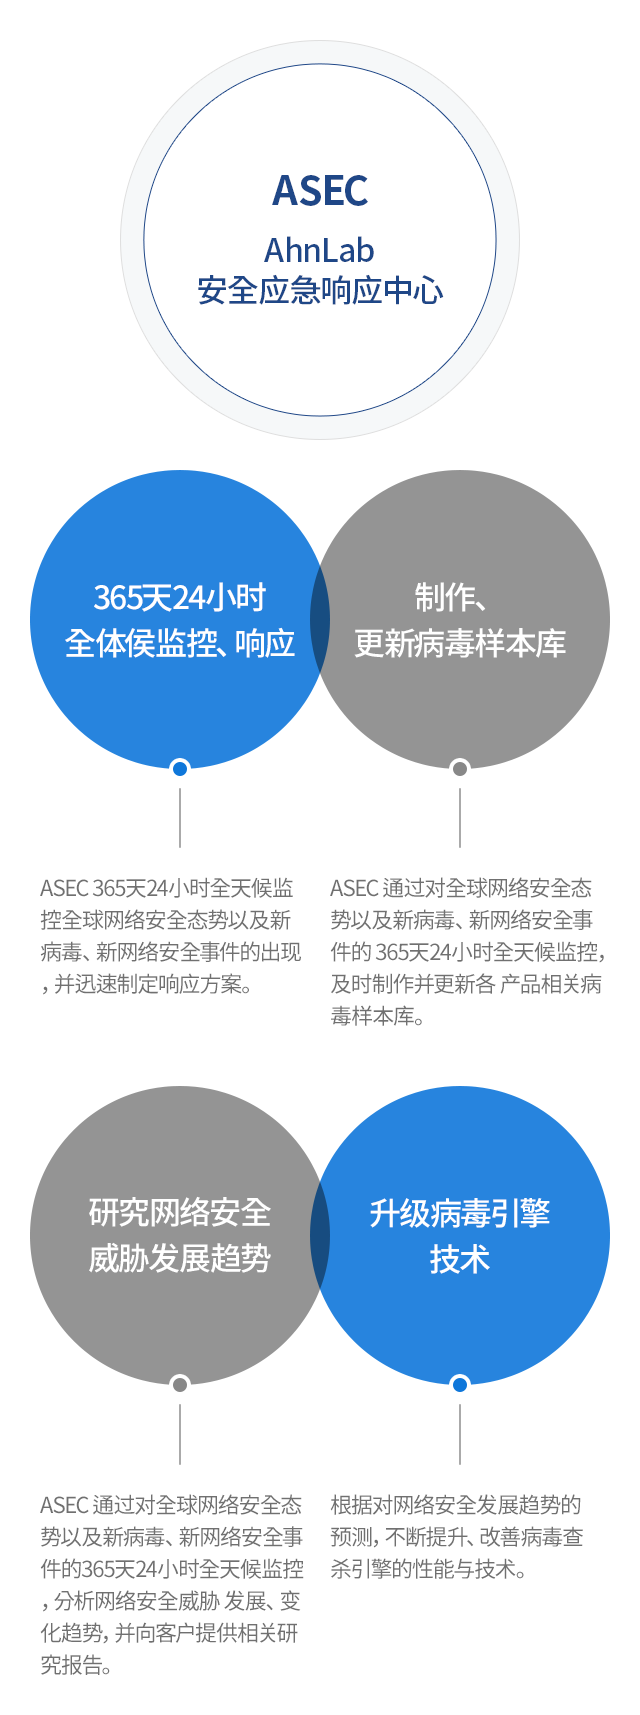 ASEC
AhnLab
安全应急响应中心
365天24小时
全体侯监控、响应
制作、
更新病毒样本库
ASEC 365天24小时全天候监
控全球网络安全态势以及新
病毒、新网络安全事件的出现
，并迅速制定响应方案。
ASEC 通过对全球网络安全态
势以及新病毒、新网络安全事
件的 365天24小时全天候监控，
及时制作并更新各 产品相关病
毒样本库。
研究网络安全
威胁发展趋势
升级病毒引擎
技术
ASEC 通过对全球网络安全态
势以及新病毒、新网络安全事
件的365天24小时全天候监控
，分析网络安全威胁 发展、变
化趋势，并向客户提供相关研
究报告。
根据对网络安全发展趋势的
预测，不断提升、改善病毒查
杀引擎的性能与技术。